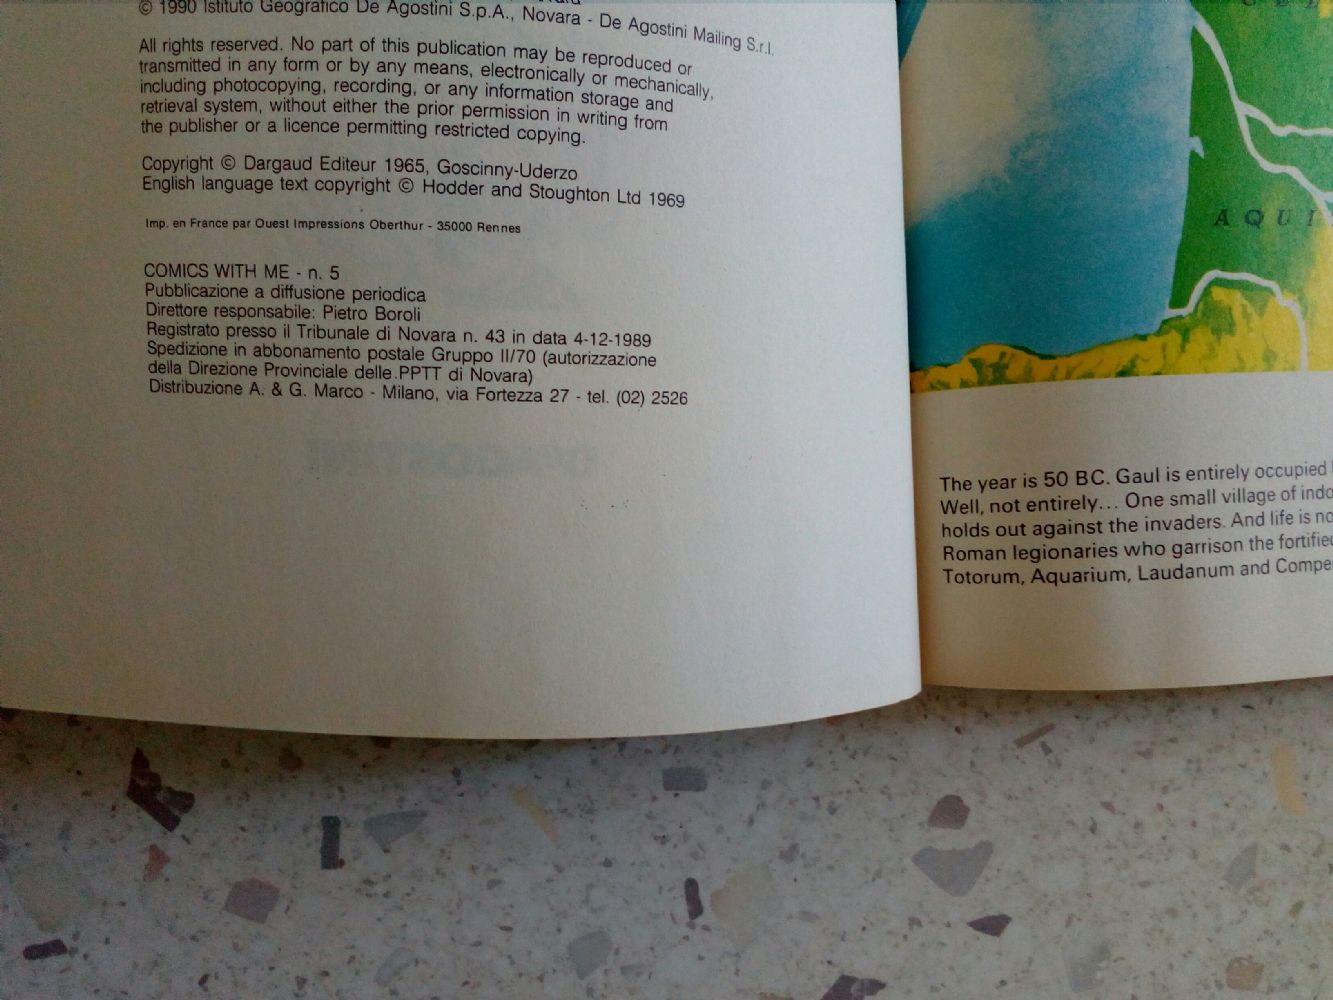 © 1990 Istituto Geografico De Agostini S.p.A., Novara - De Agostini Mailing S.r.l.
All rights reserved. No part of this publication may be reproduced or
transmitted in any form or by any means, electronically or mechanically,
including photocopying, recording, or any information storage and
retrieval system, without either the prior permission in writing from
the publisher or a licence permitting restricted copying.
Copyright © Dargaud Editeur 1965, Goscinny-Uderzo
English language text copyright © Hodder and Stoughton Ltd 1969
Imp. en France par Ouest Impressions Oberthur - 35000 Rennes
COMICS WITH ME - n. 5
Pubblicazione a diffusione periodica
Direttore responsabile: Pietro Boroli
Registrato presso il Tribunale di Novara n. 43 in data 4-12-1989
Spedizione in abbonamento postale Gruppo II/70 (autorizzazione
della Direzione Provinciale delle PPTT di Novara)
Distribuzione A. & G. Marco - Milano, via Fortezza 27 - tel. (02) 2526
AQUI
The year is 50 BC. Gaul is entirely occupied
Well, not entirely... One small village of indo
holds out against the invaders. And life is no
Roman legionaries who garrison the fortified
Totorum, Aquarium, Laudanum and Compe